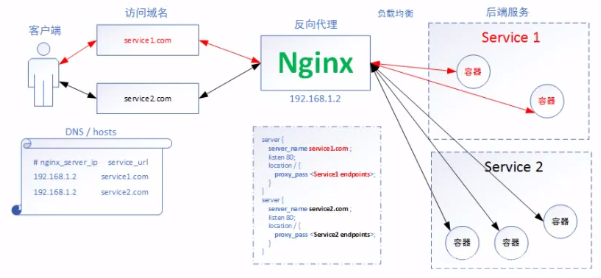 客户端
访问域名
反向代理
负载均衡
后端服务
service1.com
service2.com
Nginx
192.168.1.2
Service 1
容器
容器
Service 2
容器
容器
容器
DNS / hosts
# nginx_server_ip service_url
192.168.1.2 service1.com
192.168.1.2 service2.com
server {
server_name service1.com ;
listen 80;
location / {
proxy_pass <Service1 endpoints>;
}
server {
server_name service2.com ;
listen 80;
location / {
proxy_pass <Service2 endpoints>;
}
}